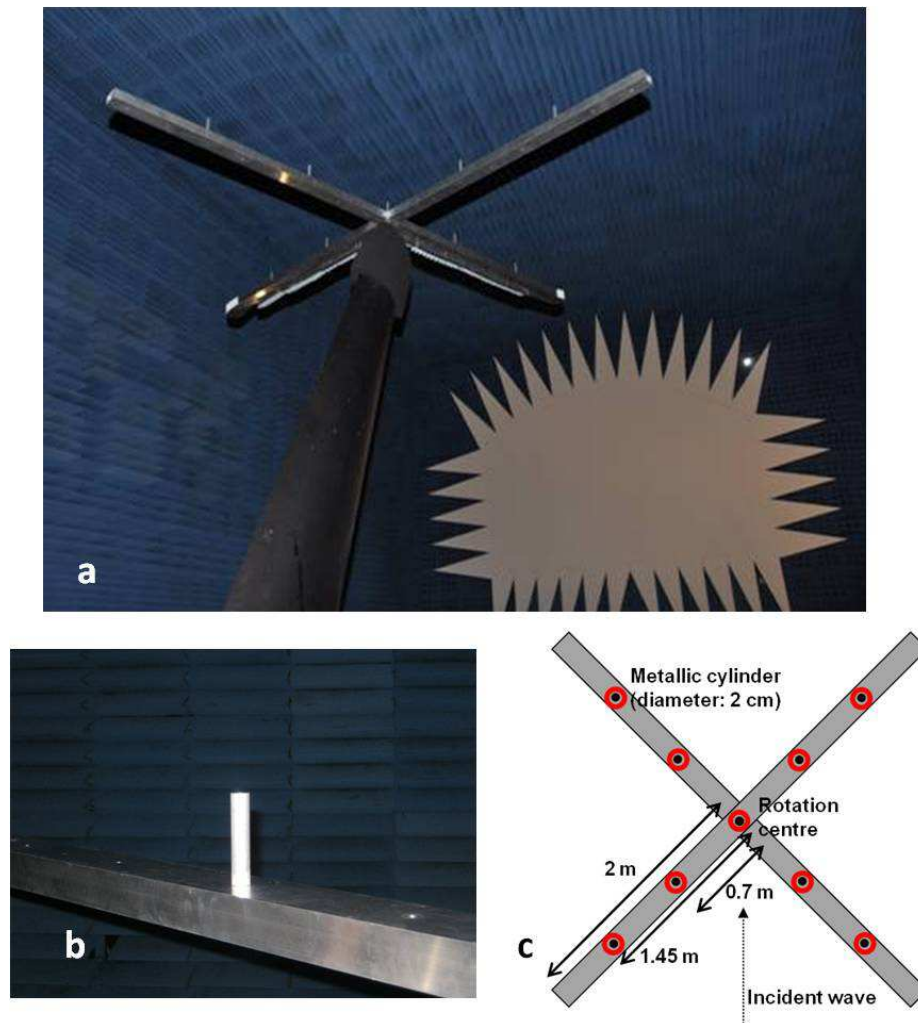 a
b
c
Metallic cylinder
(diameter: 2 cm)
Rotation
centre
2 m
0.7 m
1.45 m
Incident wave